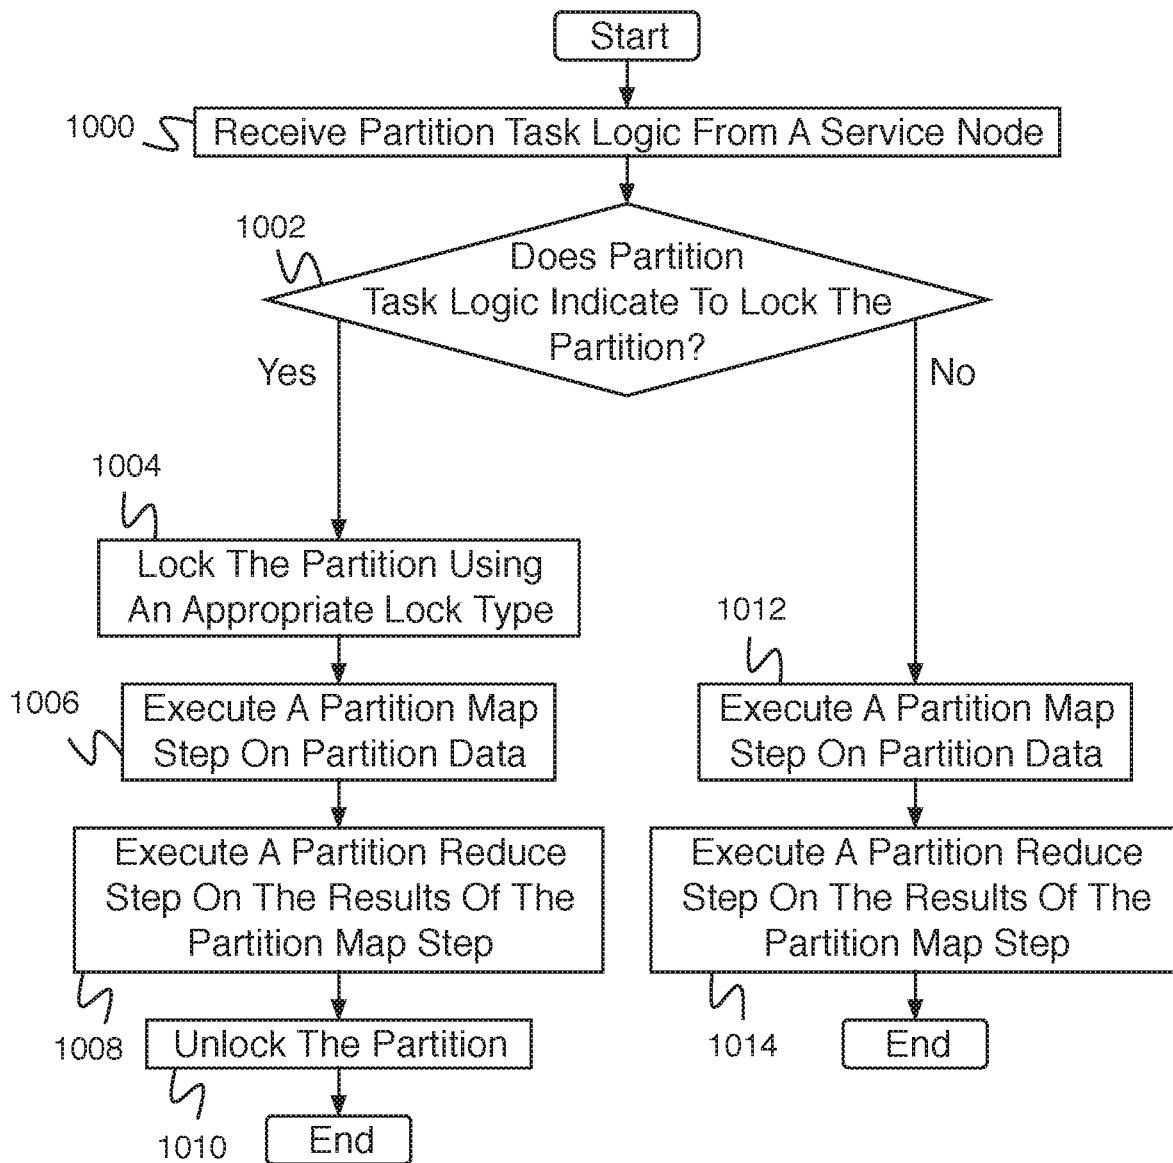 Start
1000
Receive Partition Task Logic From A Service Node
1002
Does Partition
Task Logic Indicate To Lock The
Partition?
Yes
No
1004
Lock The Partition Using
An Appropriate Lock Type
1006
Execute A Partition Map
Step On Partition Data
Execute A Partition Reduce
Step On The Results Of The
Partition Map Step
1008
Unlock The Partition
1010
End
1012
Execute A Partition Map
Step On Partition Data
Execute A Partition Reduce
Step On The Results Of The
Partition Map Step
1014
End